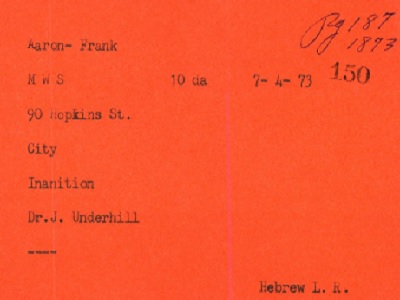 Pg 187
1873
Aaron- Frank
M W S 10 da 7- 4- 73 150
90 Hopkins St.
City
Inanition
Dr.J. Underhill
----
Hebrew L. R.